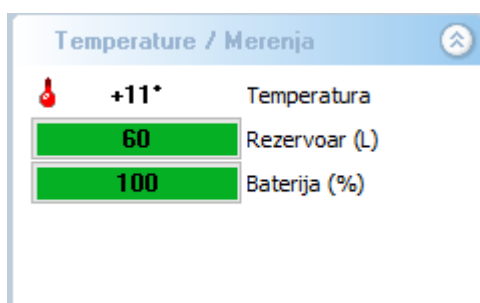 Temperature / Merenja
+11° Temperatura
60 Rezervoar (L)
100 Baterija (%)